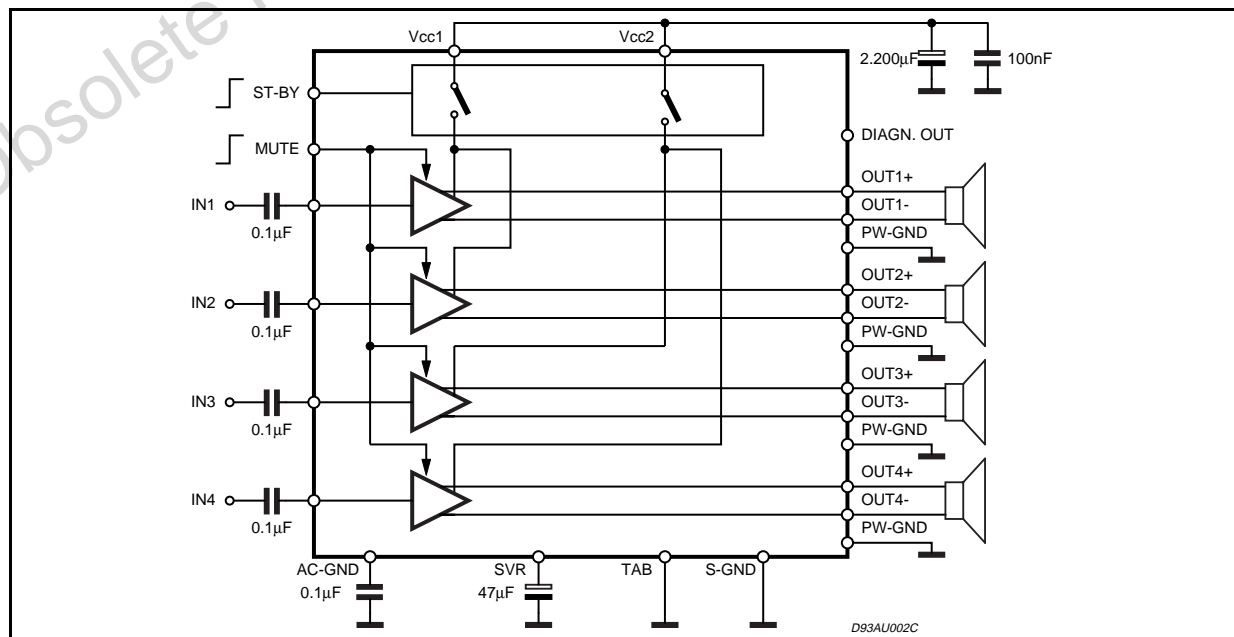 Obsolete
Vcc1
Vcc2
2.200µF
100nF
ST-BY
DIAGN. OUT
MUTE
OUT1+
IN1
OUT1-
0.1µF
PW-GND
OUT2+
IN2
OUT2-
0.1µF
PW-GND
OUT3+
IN3
OUT3-
0.1µF
PW-GND
OUT4+
IN4
OUT4-
0.1µF
PW-GND
AC-GND
SVR
TAB
S-GND
0.1µF
47µF
D93AU002C